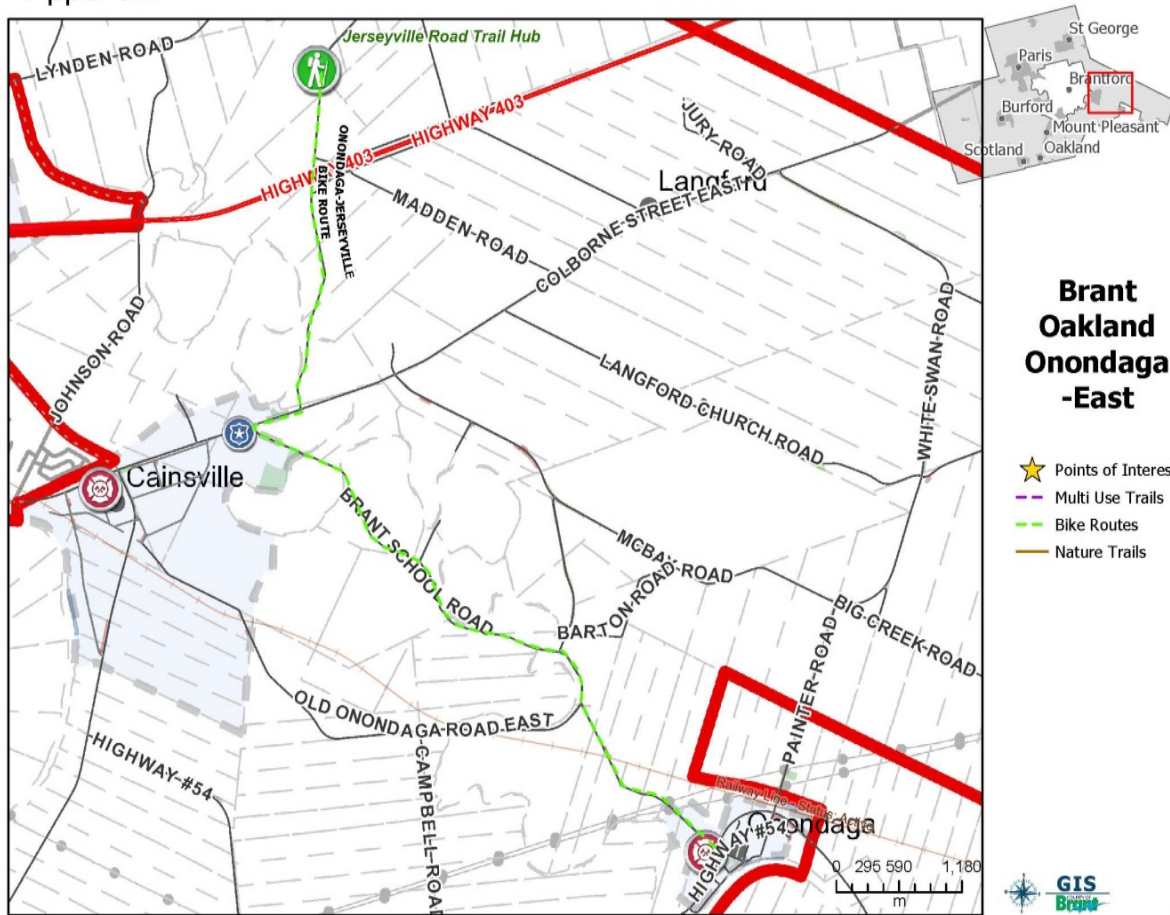 Jerseyville Road Trail Hub
LYNDEN ROAD
HIGHWAY 403
HIGHWAY 403
ONONDAGA-JERSEYVILLE
BIKE ROUTE
JURY ROAD
Langford
MADDEN ROAD
COLBORNE STREET EAST
JOHNSON ROAD
LANGFORD CHURCH ROAD
WHITE SWAN ROAD
Cainsville
BRANT SCHOOL ROAD
MCBAY ROAD
BARTON ROAD
BIG CREEK ROAD
PAINTER ROAD
OLD ONONDAGA ROAD EAST
CAMPBELL ROAD
HIGHWAY #54
Railway Line - Status: Active
Onondaga
HIGHWAY #54
0 295 590 1,180
m
St George
Paris
Brantford
Burford
Mount Pleasant
Scotland
Oakland
Brant
Oakland
Onondaga
-East
Points of Interest
Multi Use Trails
Bike Routes
Nature Trails
GIS
Brant